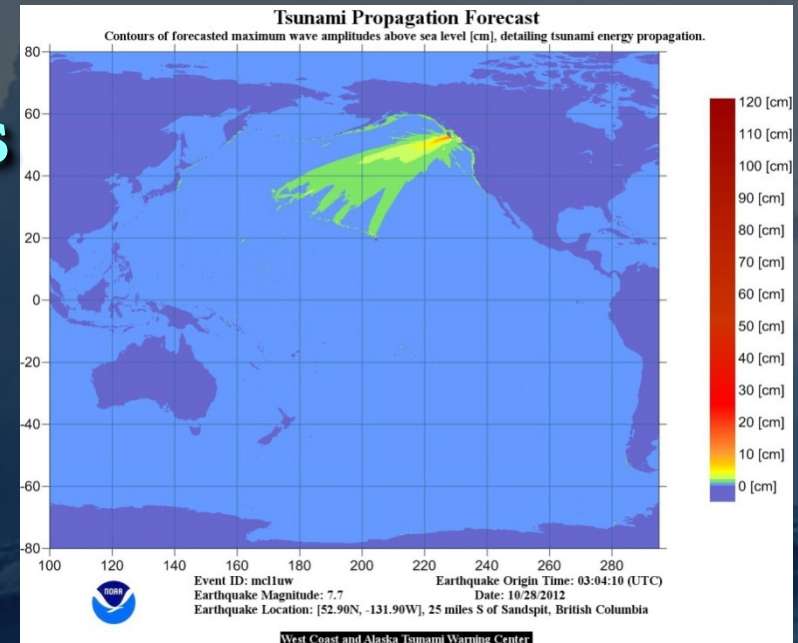 Tsunami Propagation Forecast
Contours of forecasted maximum wave amplitudes above sea level [cm], detailing tsunami energy propagation.
s
80
60
40
20
0
-20
-40
-60
-80
100 120 140 160 180 200 220 240 260 280
120 [cm]
110 [cm]
100 [cm]
90 [cm]
80 [cm]
70 [cm]
60 [cm]
50 [cm]
40 [cm]
30 [cm]
20 [cm]
10 [cm]
0 [cm]
NOAA
Event ID: mcl1uw Earthquake Origin Time: 03:04:10 (UTC)
Earthquake Magnitude: 7.7 Date: 10/28/2012
Earthquake Location: [52.90N, -131.90W], 25 miles S of Sandspit, British Columbia
West Coast and Alaska Tsunami Warning Center